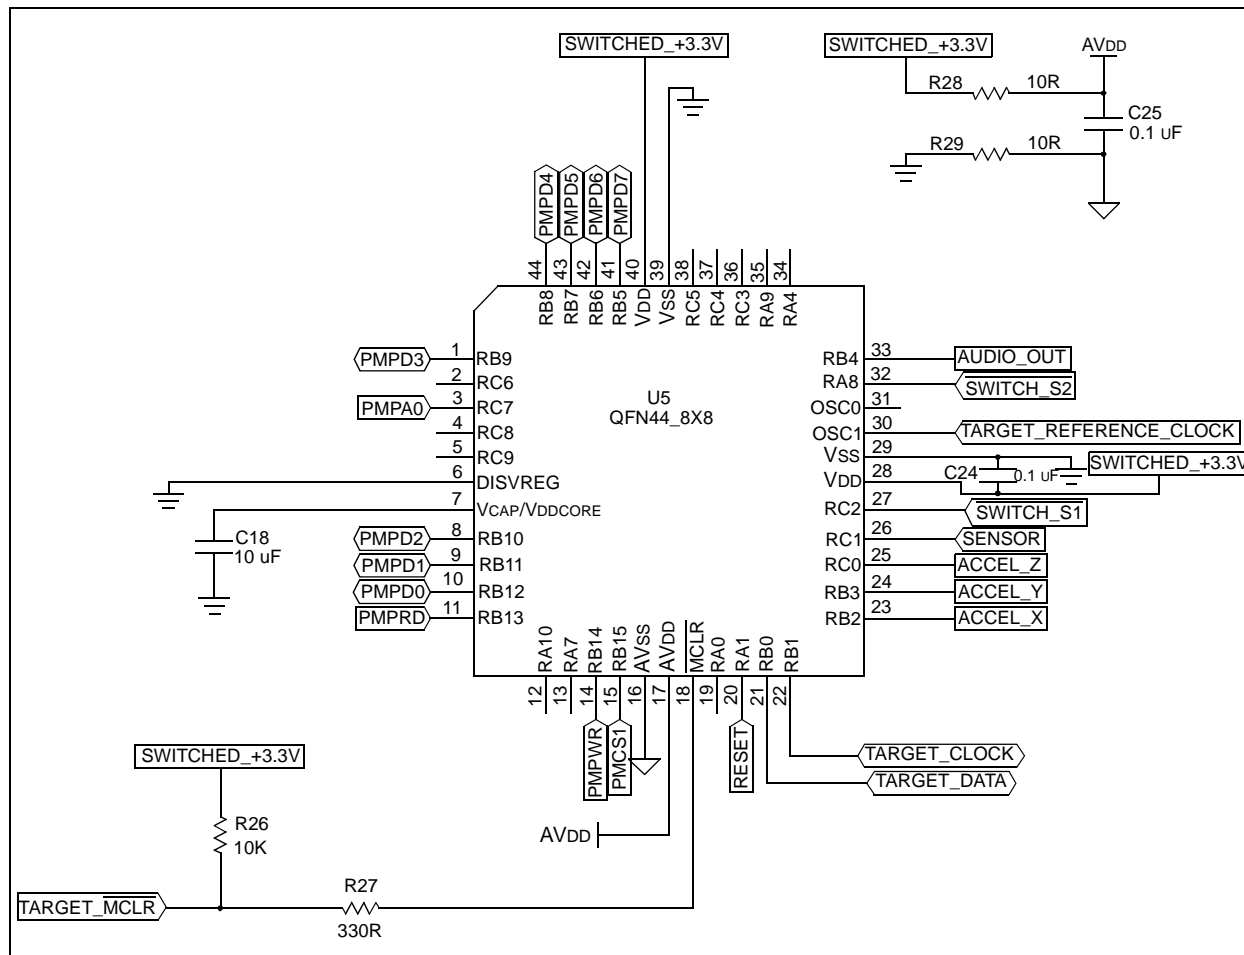 SWITCHED_+3.3V
SWITCHED_+3.3V
AVDD
R28 10R
C25
0.1 UF
R29 10R
PMPD4
PMPD5
PMPD6
PMPD7
44
43
42
41
40
39
38
37
36
35
34
RB8
RB7
RB6
RB5
VDD
VSS
RC5
RC4
RC3
RA9
RA4
U5
QFN44_8X8
PMPD3 1 RB9
2 RC6
PMPA0 3 RC7
4 RC8
5 RC9
6 DISVREG
7 VCAP/VDDCORE
C18
10 uF
PMPD2 8 RB10
PMPD1 9 RB11
PMPD0 10 RB12
PMPRD 11 RB13
RB4 33 AUDIO_OUT
RA8 32 SWITCH_S2
OSC0 31
OSC1 30 TARGET_REFERENCE_CLOCK
VSS 29
C24 0.1 UF SWITCHED_+3.3V
VDD 28
RC2 27 SWITCH_S1
RC1 26 SENSOR
RC0 25 ACCEL_Z
RB3 24 ACCEL_Y
RB2 23 ACCEL_X
RA10
RA7
RB14
RB15
AVSS
AVDD
MCLR
RA0
RA1
RB0
RB1
12
13
14
15
16
17
18
19
20
21
22
PMPWR
PMCS1
RESET
TARGET_CLOCK
TARGET_DATA
AVDD
SWITCHED_+3.3V
R26
10K
TARGET_MCLR
R27
330R